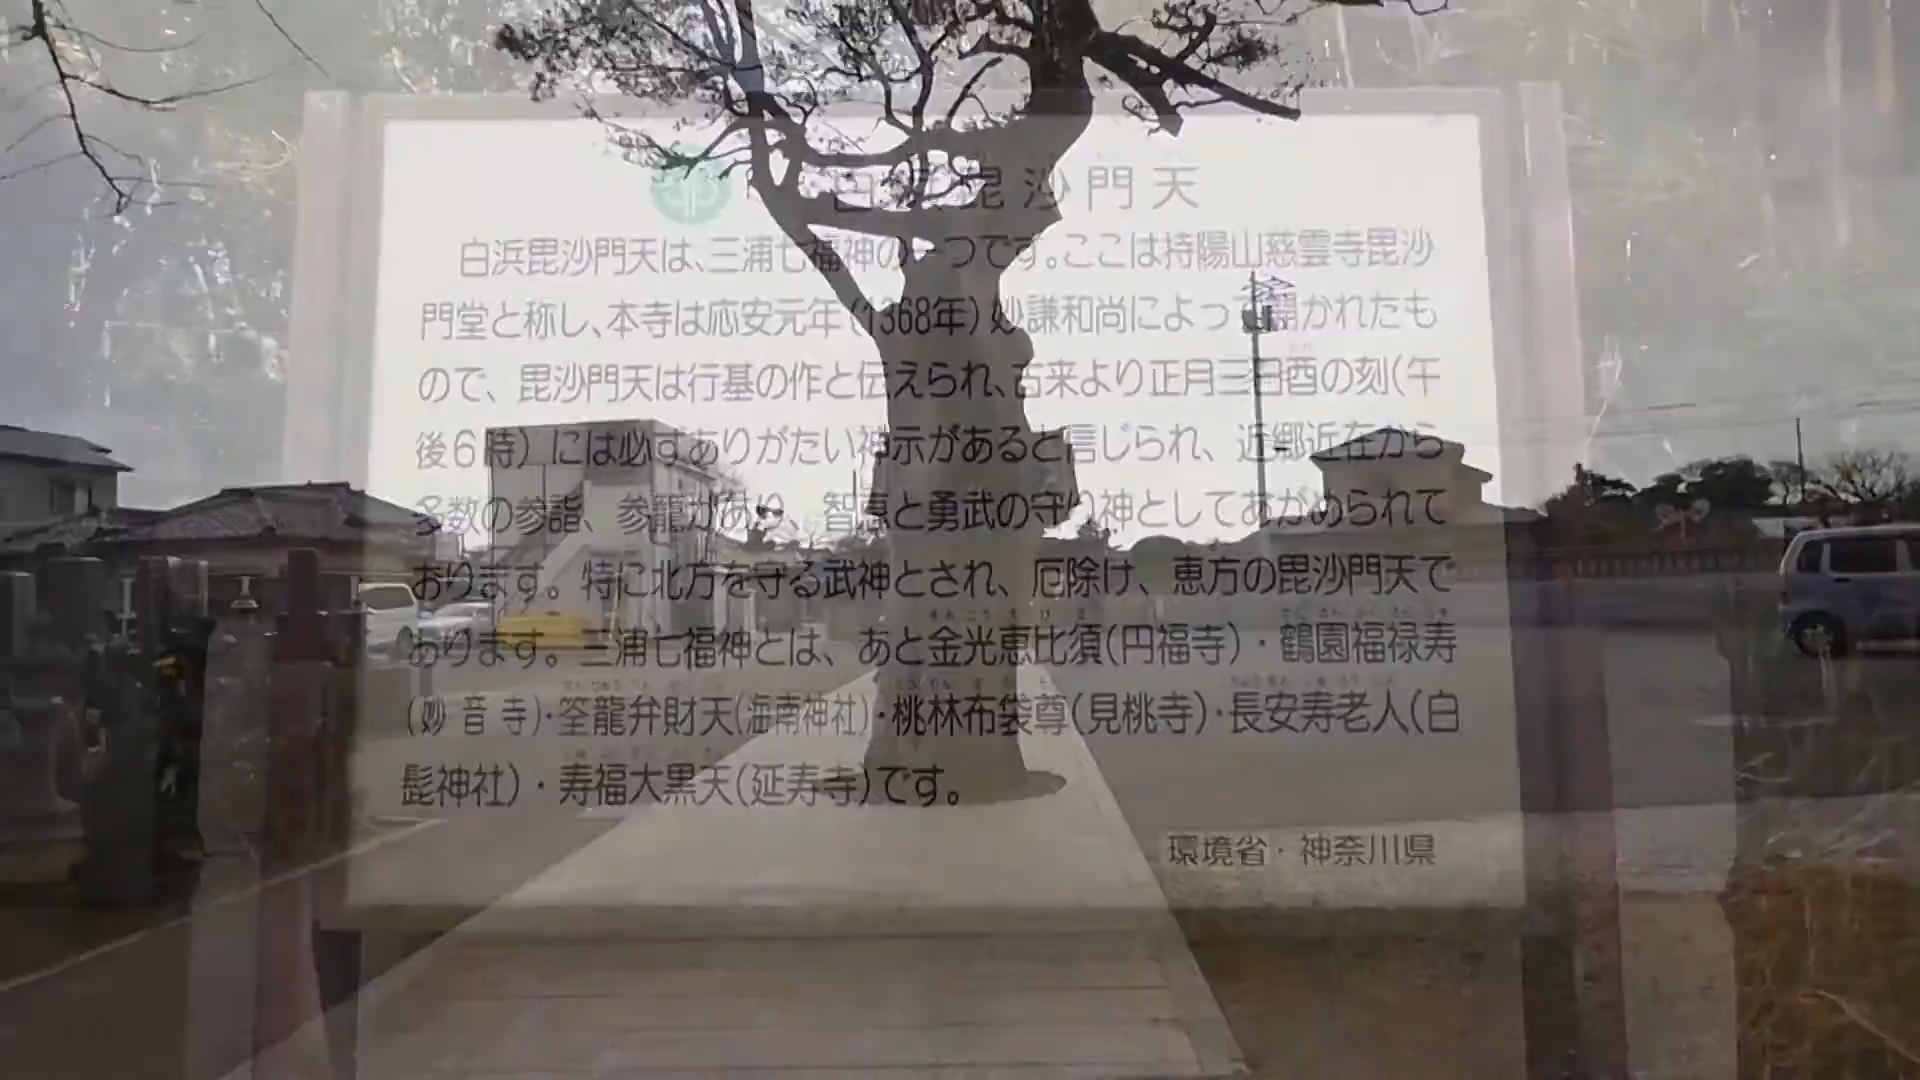 白浜毘沙門天
白浜毘沙門天は、三浦七福神の一つです。ここは持陽山慈雲寺毘沙
門堂と称し、本寺は応安元年(1368年)妙謙和尚によって開かれたも
ので、毘沙門天は行基の作と伝えられ、古来より正月三日酉の刻(午
後6時)には必ずありがたい神示があると信じられ、近郷近在から
多数の参詣、参籠があり、智恵と勇武の守り神としてあがめられて
おります。特に北方を守る武神とされ、厄除け、恵方の毘沙門天で
あります。三浦七福神とは、あと金光恵比須(円福寺)・鶴園福禄寿
(妙音寺)・筌龍弁財天(海南神社)・桃林布袋尊(見桃寺)・長安寿老人(白
髭神社)・寿福大黒天(延寿寺)です。
環境省・神奈川県